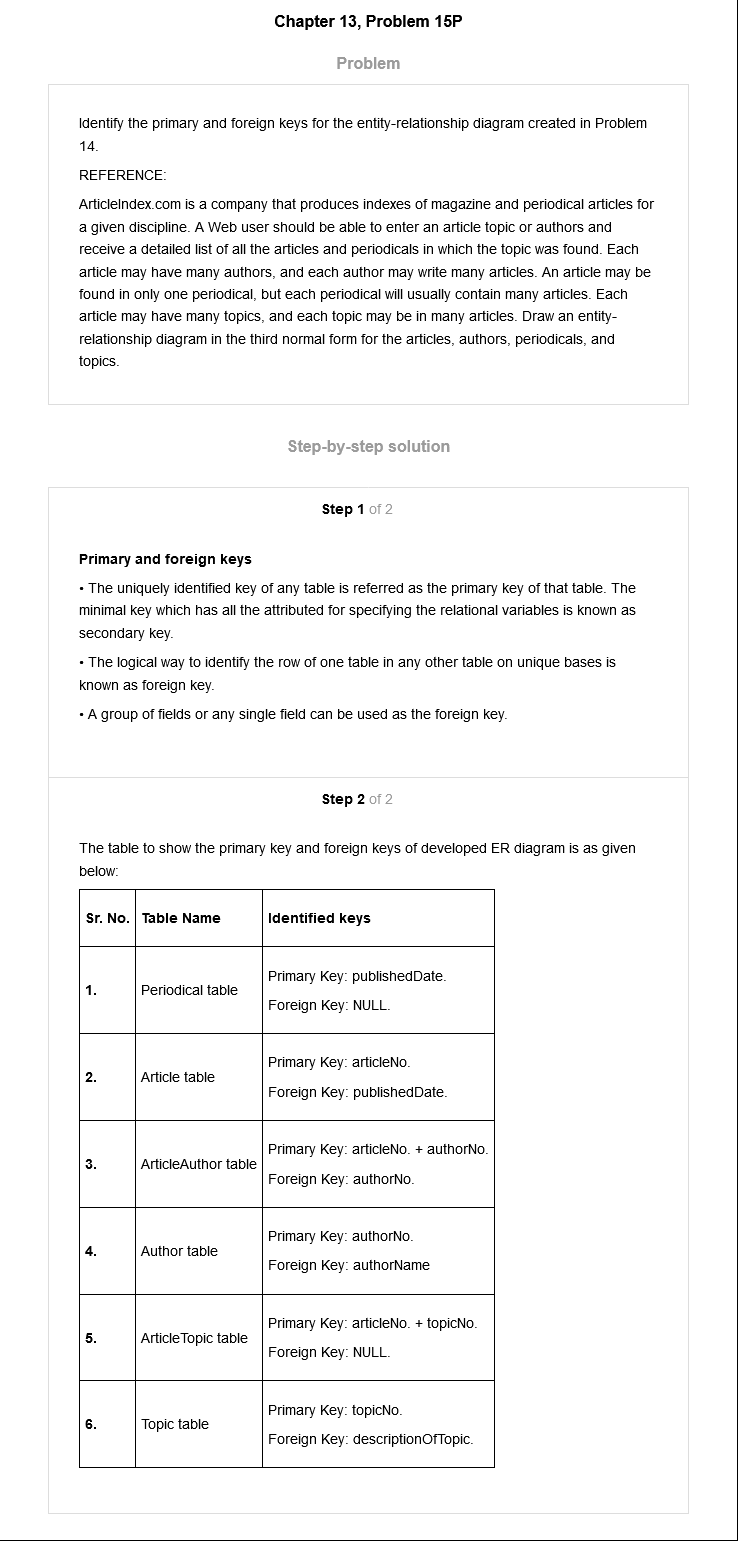 Chapter 13, Problem 15P
Problem
Identify the primary and foreign keys for the entity-relationship diagram created in Problem
14.
REFERENCE:
ArticleIndex.com is a company that produces indexes of magazine and periodical articles for
a given discipline. A Web user should be able to enter an article topic or authors and
receive a detailed list of all the articles and periodicals in which the topic was found. Each
article may have many authors, and each author may write many articles. An article may be
found in only one periodical, but each periodical will usually contain many articles. Each
article may have many topics, and each topic may be in many articles. Draw an entity-
relationship diagram in the third normal form for the articles, authors, periodicals, and
topics.
Step-by-step solution
Step 1 of 2
Primary and foreign keys
• The uniquely identified key of any table is referred as the primary key of that table. The
minimal key which has all the attributed for specifying the relational variables is known as
secondary key.
• The logical way to identify the row of one table in any other table on unique bases is
known as foreign key.
• A group of fields or any single field can be used as the foreign key.
Step 2 of 2
The table to show the primary key and foreign keys of developed ER diagram is as given
below:
Sr. No. Table Name Identified keys
1. Periodical table
Primary Key: publishedDate.
Foreign Key: NULL.
2. Article table
Primary Key: articleNo.
Foreign Key: publishedDate.
3. ArticleAuthor table
Primary Key: articleNo. + authorNo.
Foreign Key: authorNo.
4. Author table
Primary Key: authorNo.
Foreign Key: authorName
5. ArticleTopic table
Primary Key: articleNo. + topicNo.
Foreign Key: NULL.
6. Topic table
Primary Key: topicNo.
Foreign Key: descriptionOfTopic.